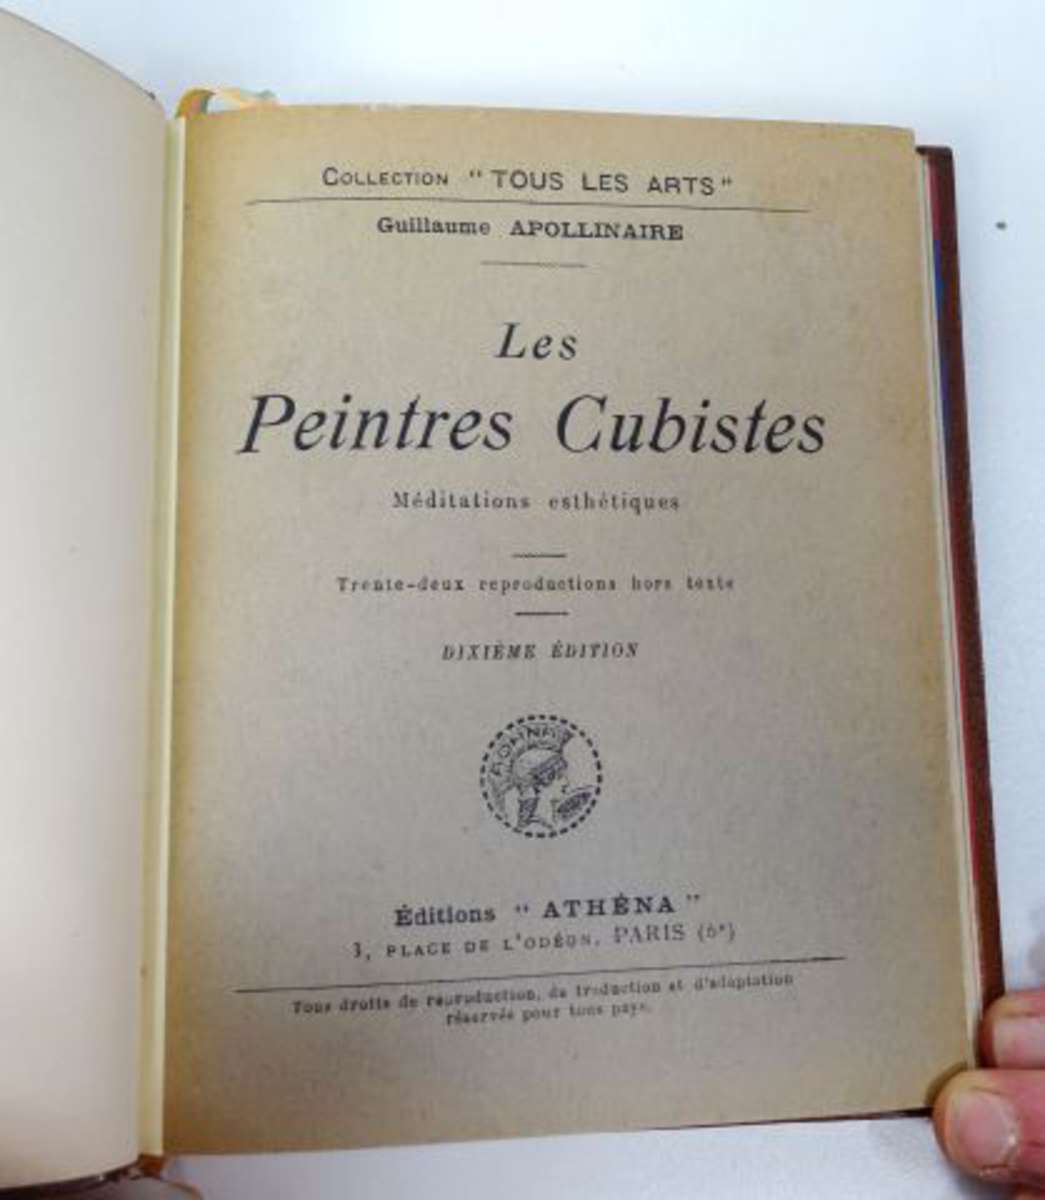 COLLECTION "TOUS LES ARTS"
Guillaume APOLLINAIRE
Les
Peintres Cubistes
Méditations esthétiques
Trente-deux reproductions hors texte
DIXIÈME ÉDITION
Éditions "ATHÉNA"
3, PLACE DE L'ODÉON, PARIS (6e)
Tous droits de reproduction, de traduction et d'adaptation
réservés pour tous pays.